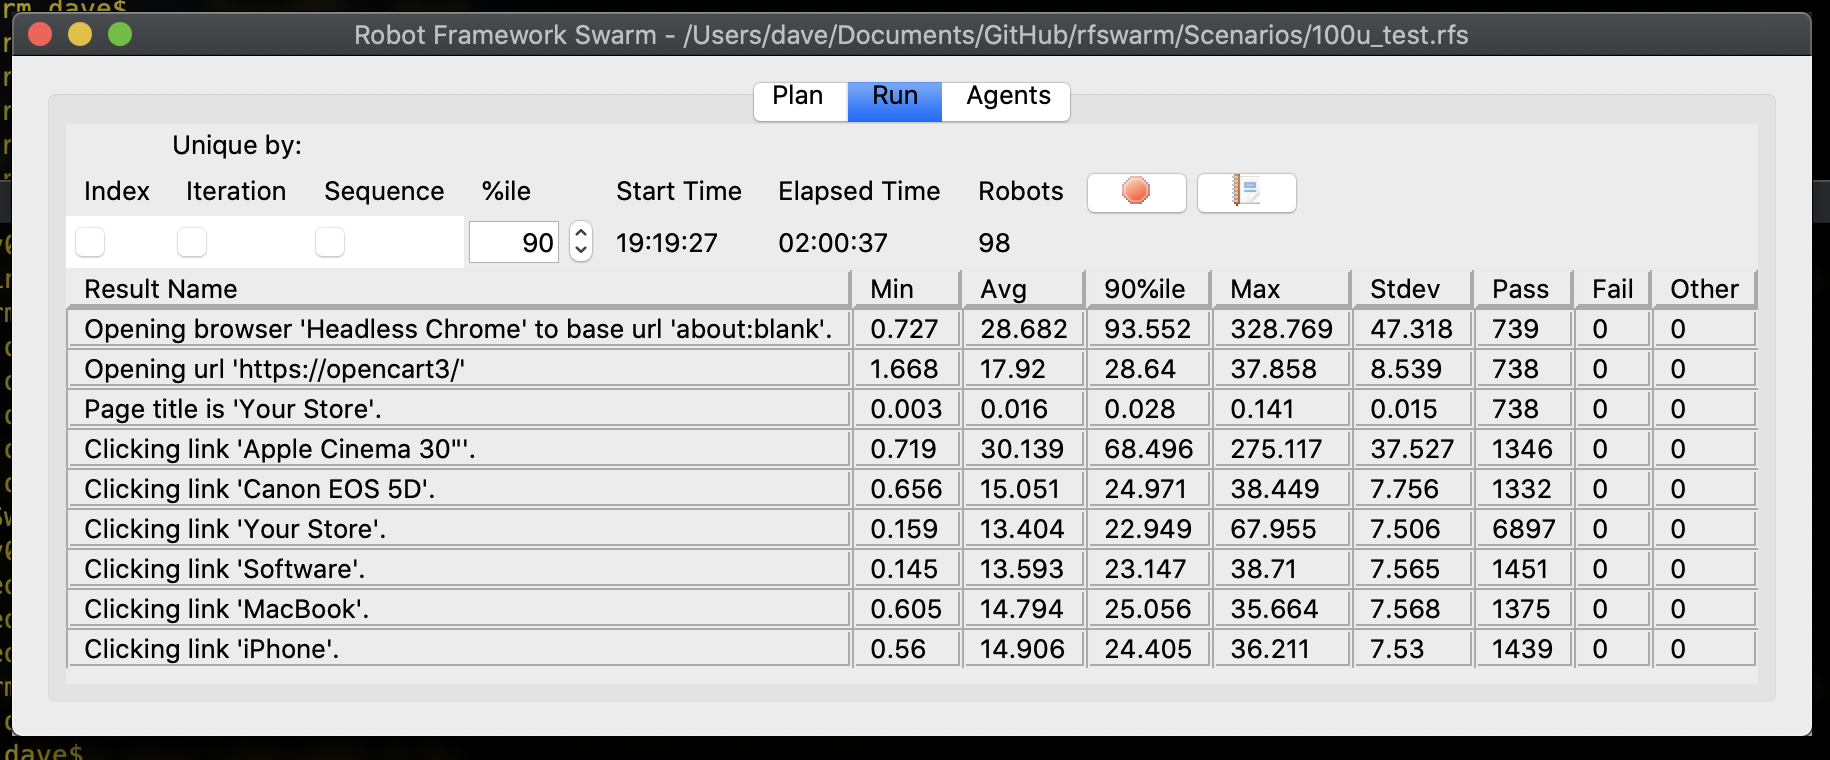 rm dave$
Robot Framework Swarm - /Users/dave/Documents/GitHub/rfswarm/Scenarios/100u_test.rfs
Plan Run Agents
Unique by:
Index Iteration Sequence %ile Start Time Elapsed Time Robots
90 19:19:27 02:00:37 98
Result Name Min Avg 90%ile Max Stdev Pass Fail Other
Opening browser 'Headless Chrome' to base url 'about:blank'. 0.727 28.682 93.552 328.769 47.318 739 0 0
Opening url 'https://opencart3/' 1.668 17.92 28.64 37.858 8.539 738 0 0
Page title is 'Your Store'. 0.003 0.016 0.028 0.141 0.015 738 0 0
Clicking link 'Apple Cinema 30"'. 0.719 30.139 68.496 275.117 37.527 1346 0 0
Clicking link 'Canon EOS 5D'. 0.656 15.051 24.971 38.449 7.756 1332 0 0
Clicking link 'Your Store'. 0.159 13.404 22.949 67.955 7.506 6897 0 0
Clicking link 'Software'. 0.145 13.593 23.147 38.71 7.565 1451 0 0
Clicking link 'MacBook'. 0.605 14.794 25.056 35.664 7.568 1375 0 0
Clicking link 'iPhone'. 0.56 14.906 24.405 36.211 7.53 1439 0 0
dave$